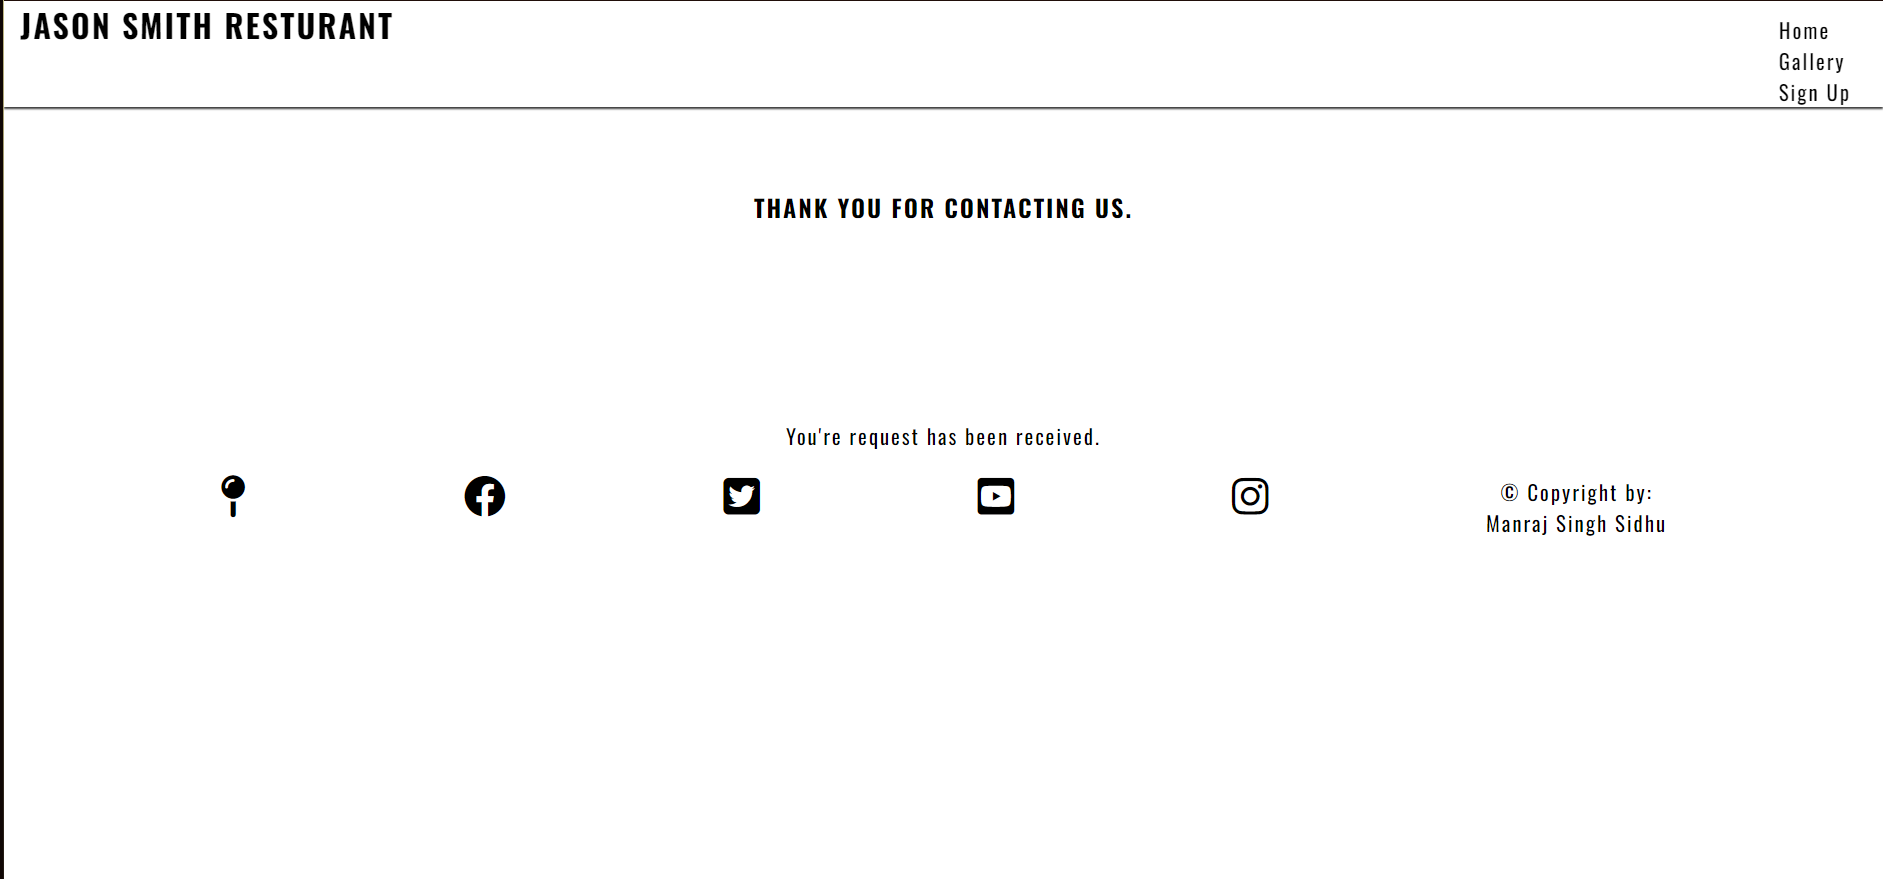 JASON SMITH RESTURANT
Home
Gallery
Sign Up
THANK YOU FOR CONTACTING US.
You're request has been received.
© Copyright by:
Manraj Singh Sidhu